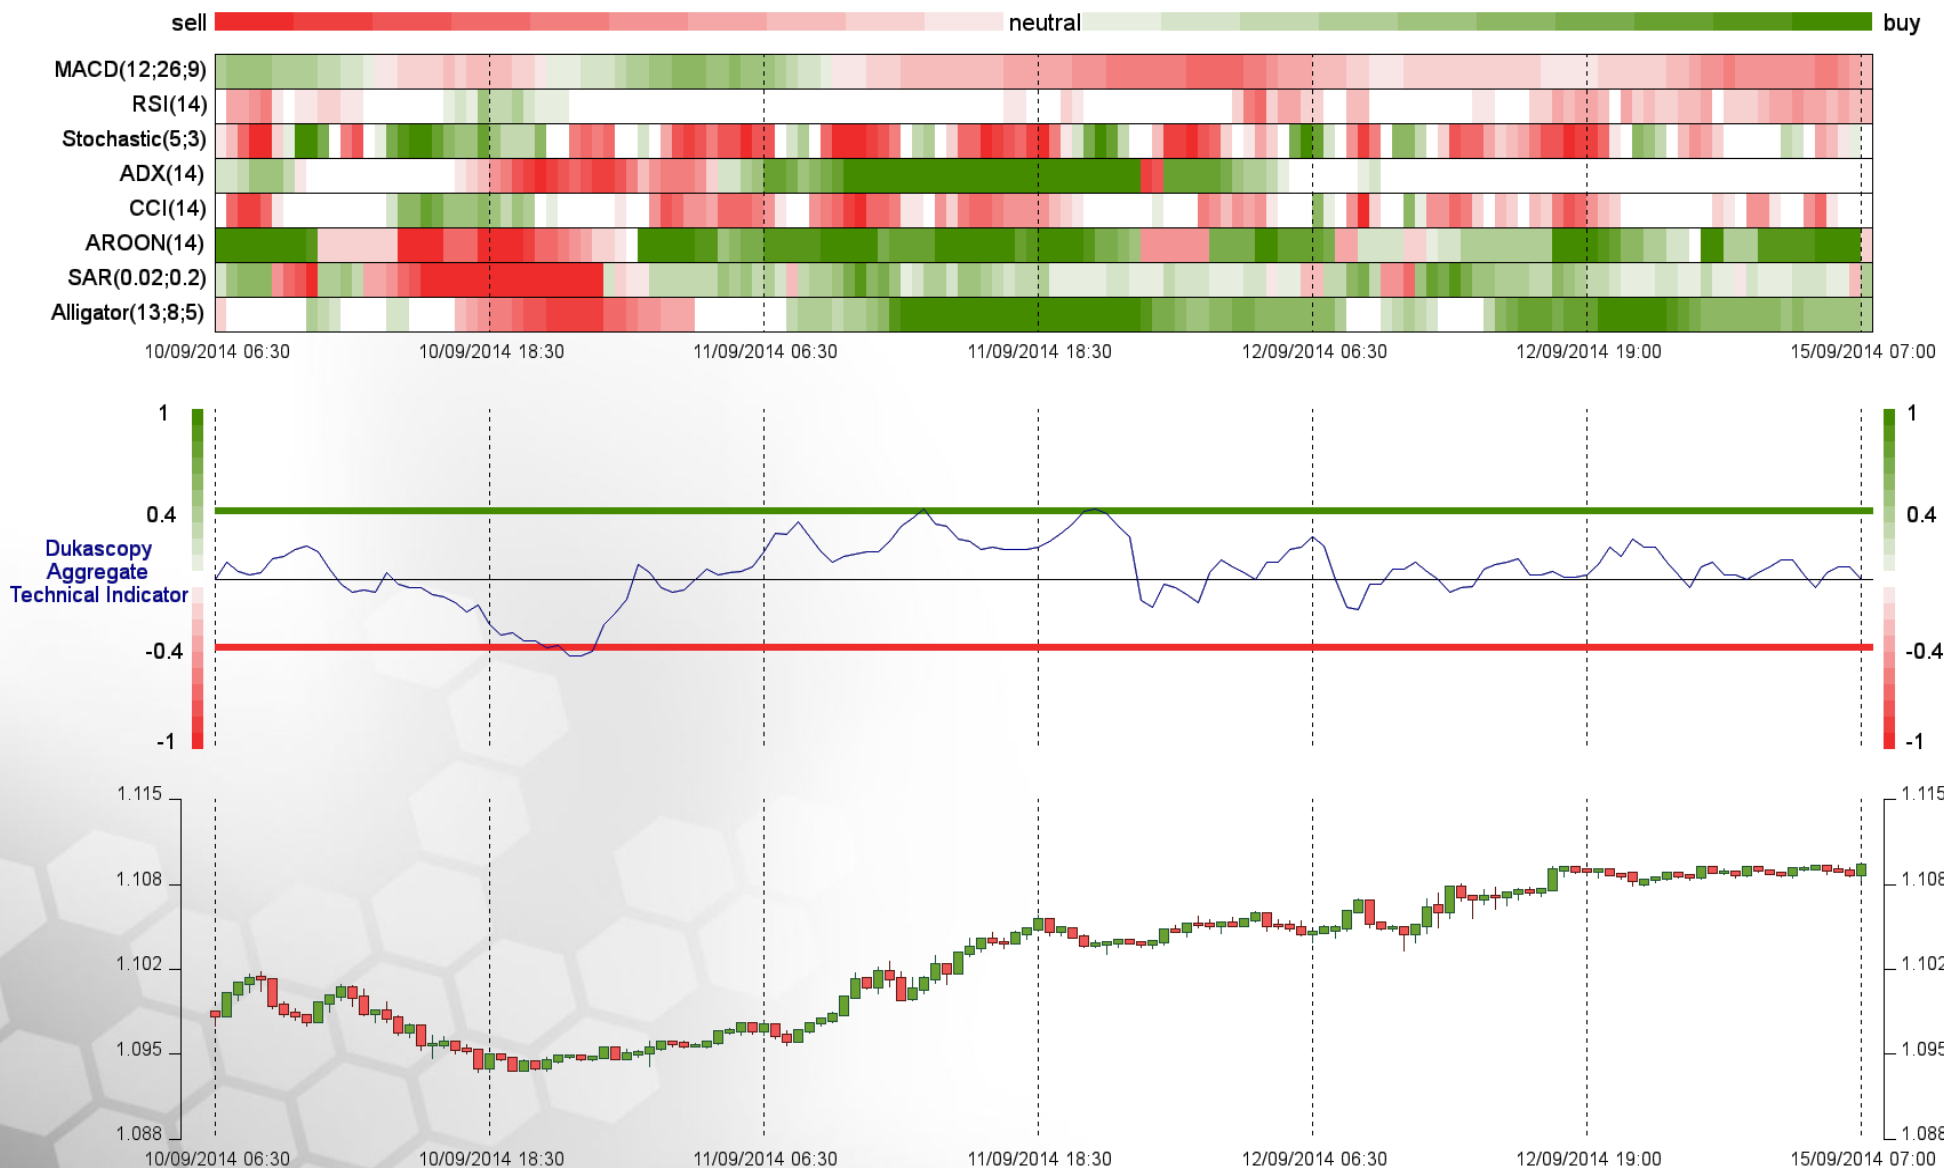 sell neutral buy
MACD(12;26;9)
RSI(14)
Stochastic(5;3)
ADX(14)
CCI(14)
AROON(14)
SAR(0.02;0.2)
Alligator(13;8;5)
10/09/2014 06:30 10/09/2014 18:30 11/09/2014 06:30 11/09/2014 18:30 12/09/2014 06:30 12/09/2014 19:00 15/09/2014 07:00
1 1
0.4 0.4
Dukascopy
Aggregate
Technical Indicator
-0.4 -0.4
-1 -1
1.115 1.115
1.108 1.108
1.102 1.102
1.095 1.095
1.088 1.088
10/09/2014 06:30 10/09/2014 18:30 11/09/2014 06:30 11/09/2014 18:30 12/09/2014 06:30 12/09/2014 19:00 15/09/2014 07:00